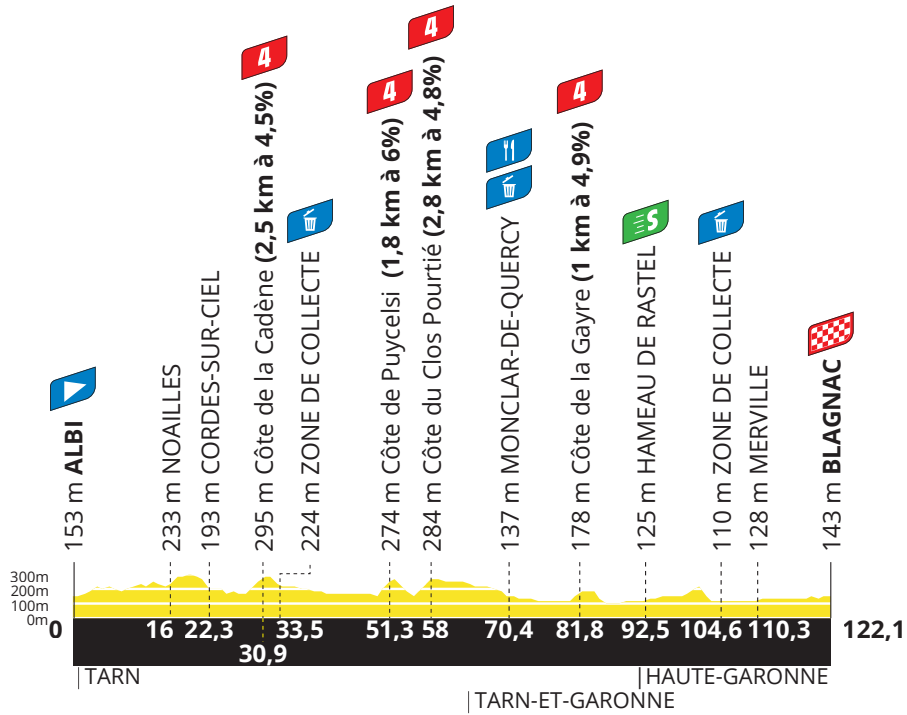 153 m ALBI
233 m NOAILLES
193 m CORDES-SUR-CIEL
4
295 m Côte de la Cadène (2,5 km à 4,5%)
224 m ZONE DE COLLECTE
4
274 m Côte de Puycelsi (1,8 km à 6%)
4
284 m Côte du Clos Pourtié (2,8 km à 4,8%)
137 m MONCLAR-DE-QUERCY
4
178 m Côte de la Gayre (1 km à 4,9%)
S
125 m HAMEAU DE RASTEL
110 m ZONE DE COLLECTE
128 m MERVILLE
143 m BLAGNAC
300m
200m
100m
0m
0 16 22,3 30,9 33,5 51,3 58 70,4 81,8 92,5 104,6 110,3 122,1
TARN
TARN-ET-GARONNE
HAUTE-GARONNE